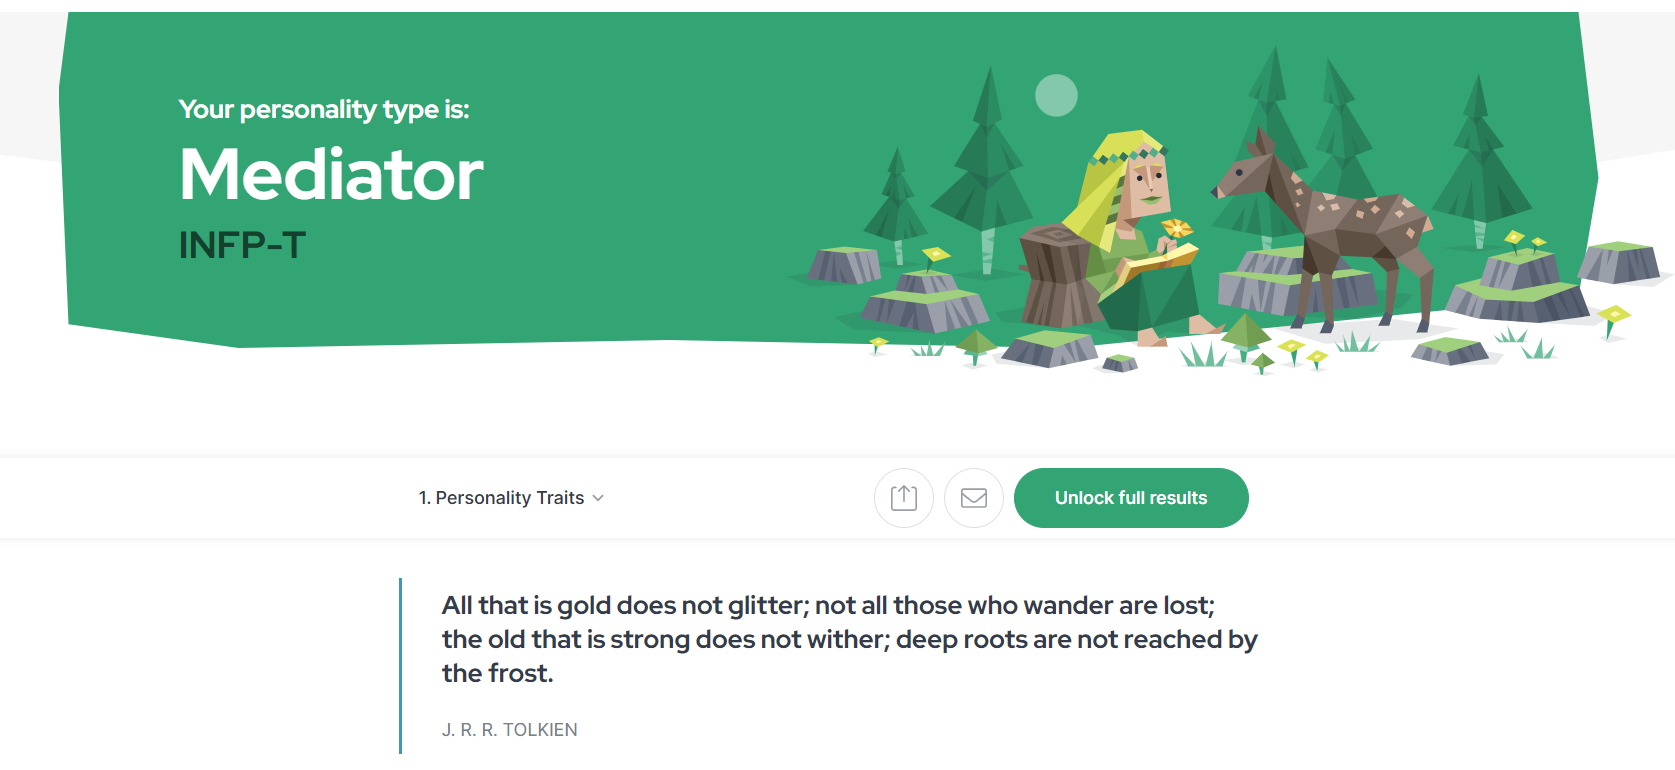 Your personality type is:
Mediator
INFP-T
1. Personality Traits
Unlock full results
All that is gold does not glitter; not all those who wander are lost;
the old that is strong does not wither; deep roots are not reached by
the frost.
J. R. R. TOLKIEN